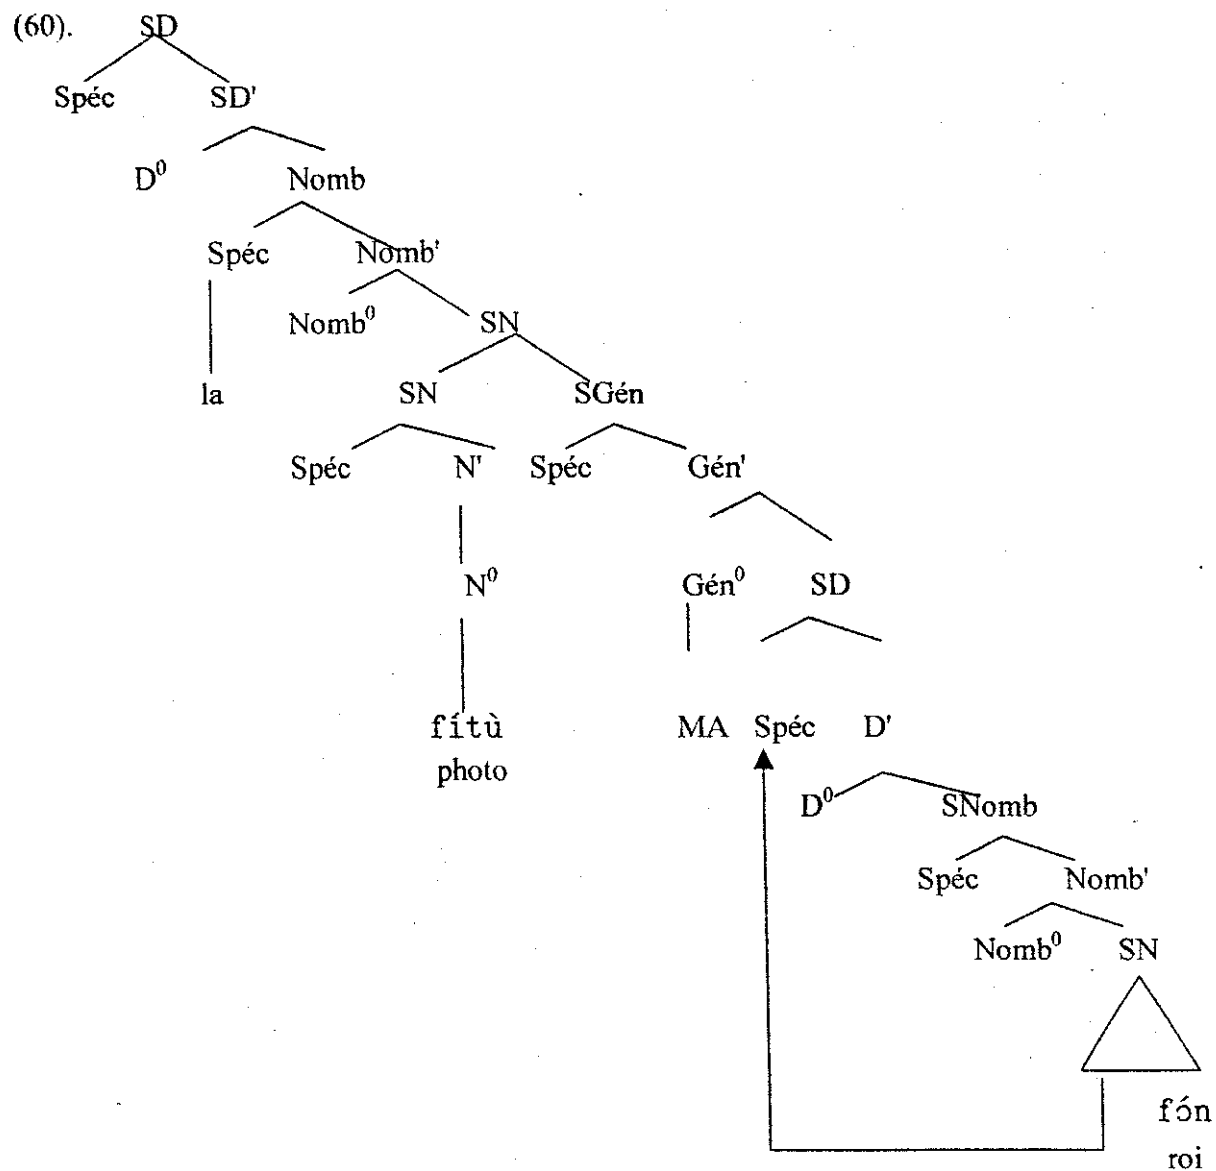 (60). SD
Spéc SD'
D⁰ Nomb
Spéc Nomb'
Nomb⁰ SN
la SN SGén
Spéc N' Spéc Gén'
N⁰ Gén⁰ SD
fítù MA Spéc D'
photo
D⁰ SNomb
Spéc Nomb'
Nomb⁰ SN
fɔ́n
roi